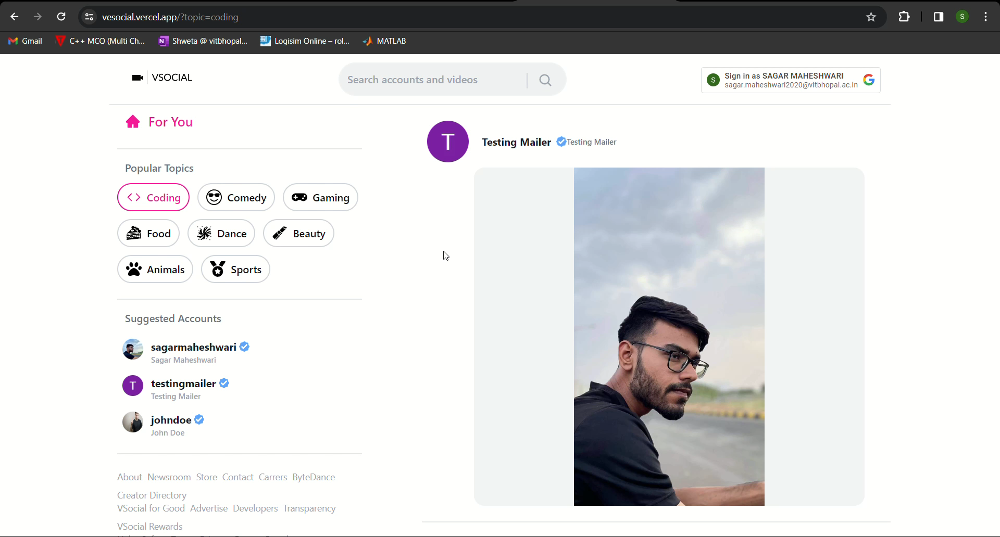 vesocial.vercel.app/?topic=coding
S
Gmail
C++ MCQ (Multi Ch...
Shweta @ vitbhopal...
Logisim Online – rol...
MATLAB
VSOCIAL
Search accounts and videos
S
Sign in as SAGAR MAHESHWARI
sagar.maheshwari2020@vitbhopal.ac.in
For You
Popular Topics
Coding
Comedy
Gaming
Food
Dance
Beauty
Animals
Sports
Suggested Accounts
sagarmaheshwari
Sagar Maheshwari
T
testingmailer
Testing Mailer
johndoe
John Doe
About Newsroom Store Contact Carrers ByteDance
Creator Directory
VSocial for Good Advertise Developers Transparency
VSocial Rewards
T
Testing Mailer
Testing Mailer